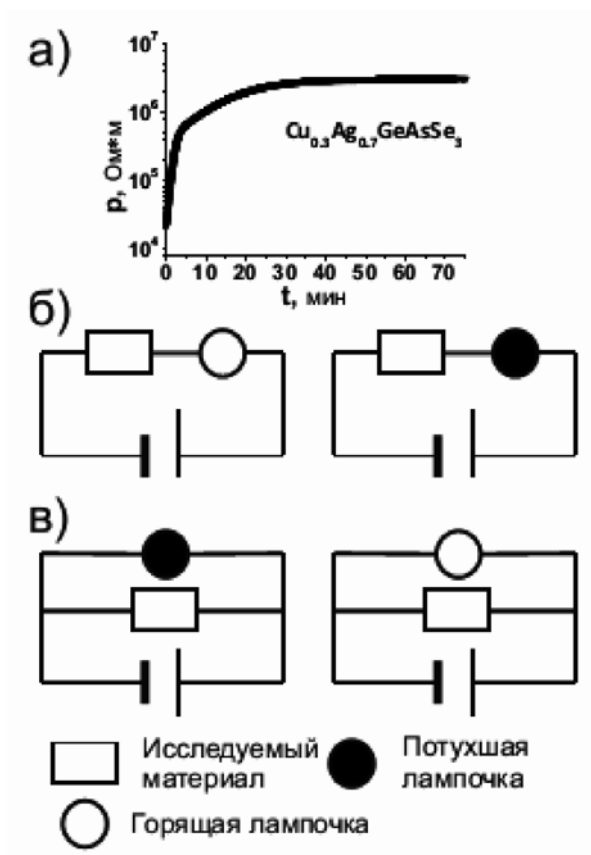 а)
10⁷
10⁶
10⁵
10⁴
ρ, Ом*м
Cu₀.₃Ag₀.₇GeAsSe₃
0 10 20 30 40 50 60 70
t, мин
б)
в)
Исследуемый материал
Потухшая лампочка
Горящая лампочка